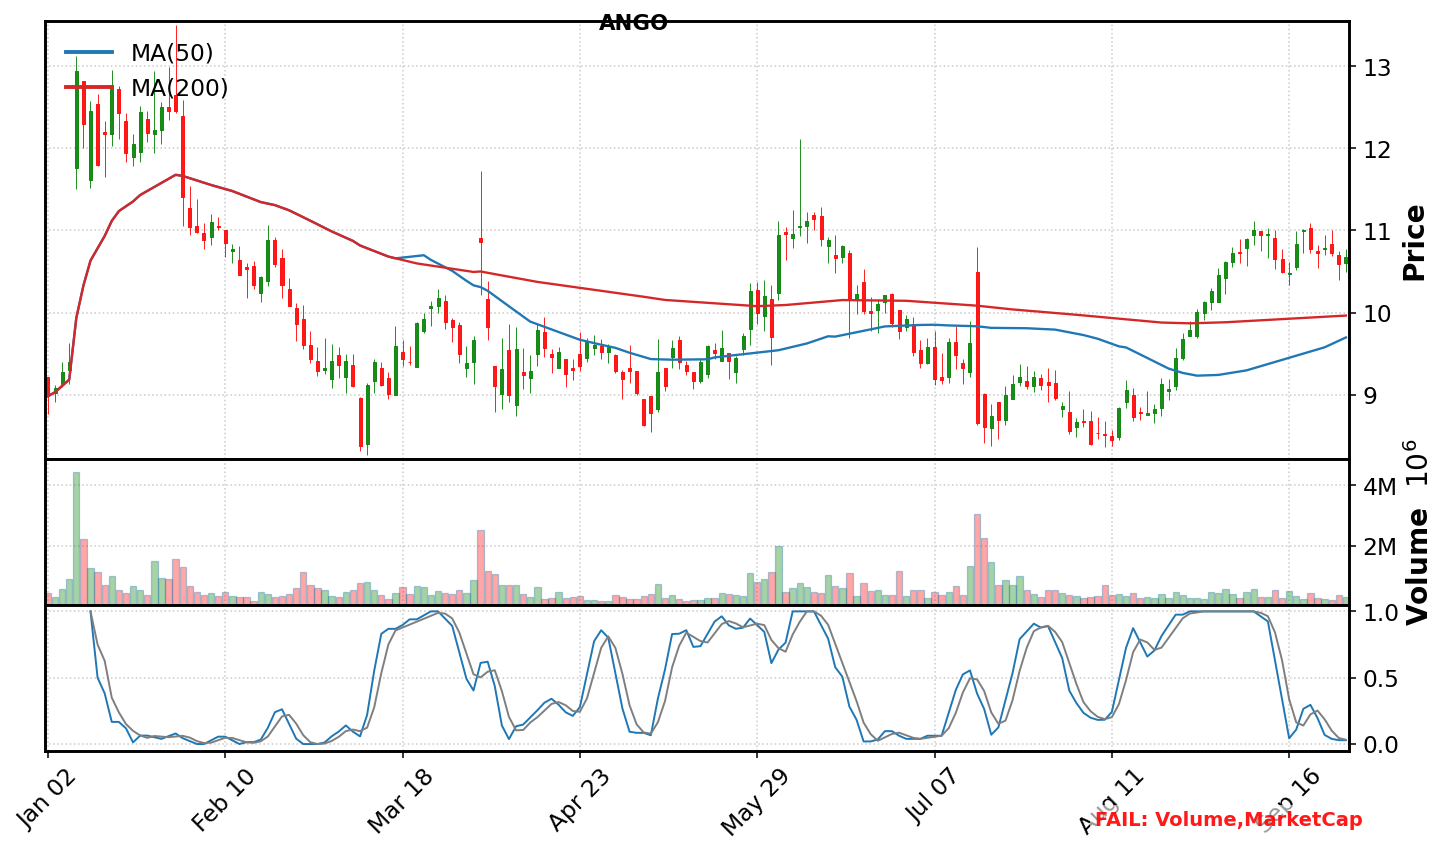 ANGO
MA(50)
MA(200)
13
12
11
10
9
Price
4M
2M
Volume 10^6
1.0
0.5
0.0
Jan 02
Feb 10
Mar 18
Apr 23
May 29
Jul 07
Aug 11
Sep 16
FAIL: Volume,MarketCap